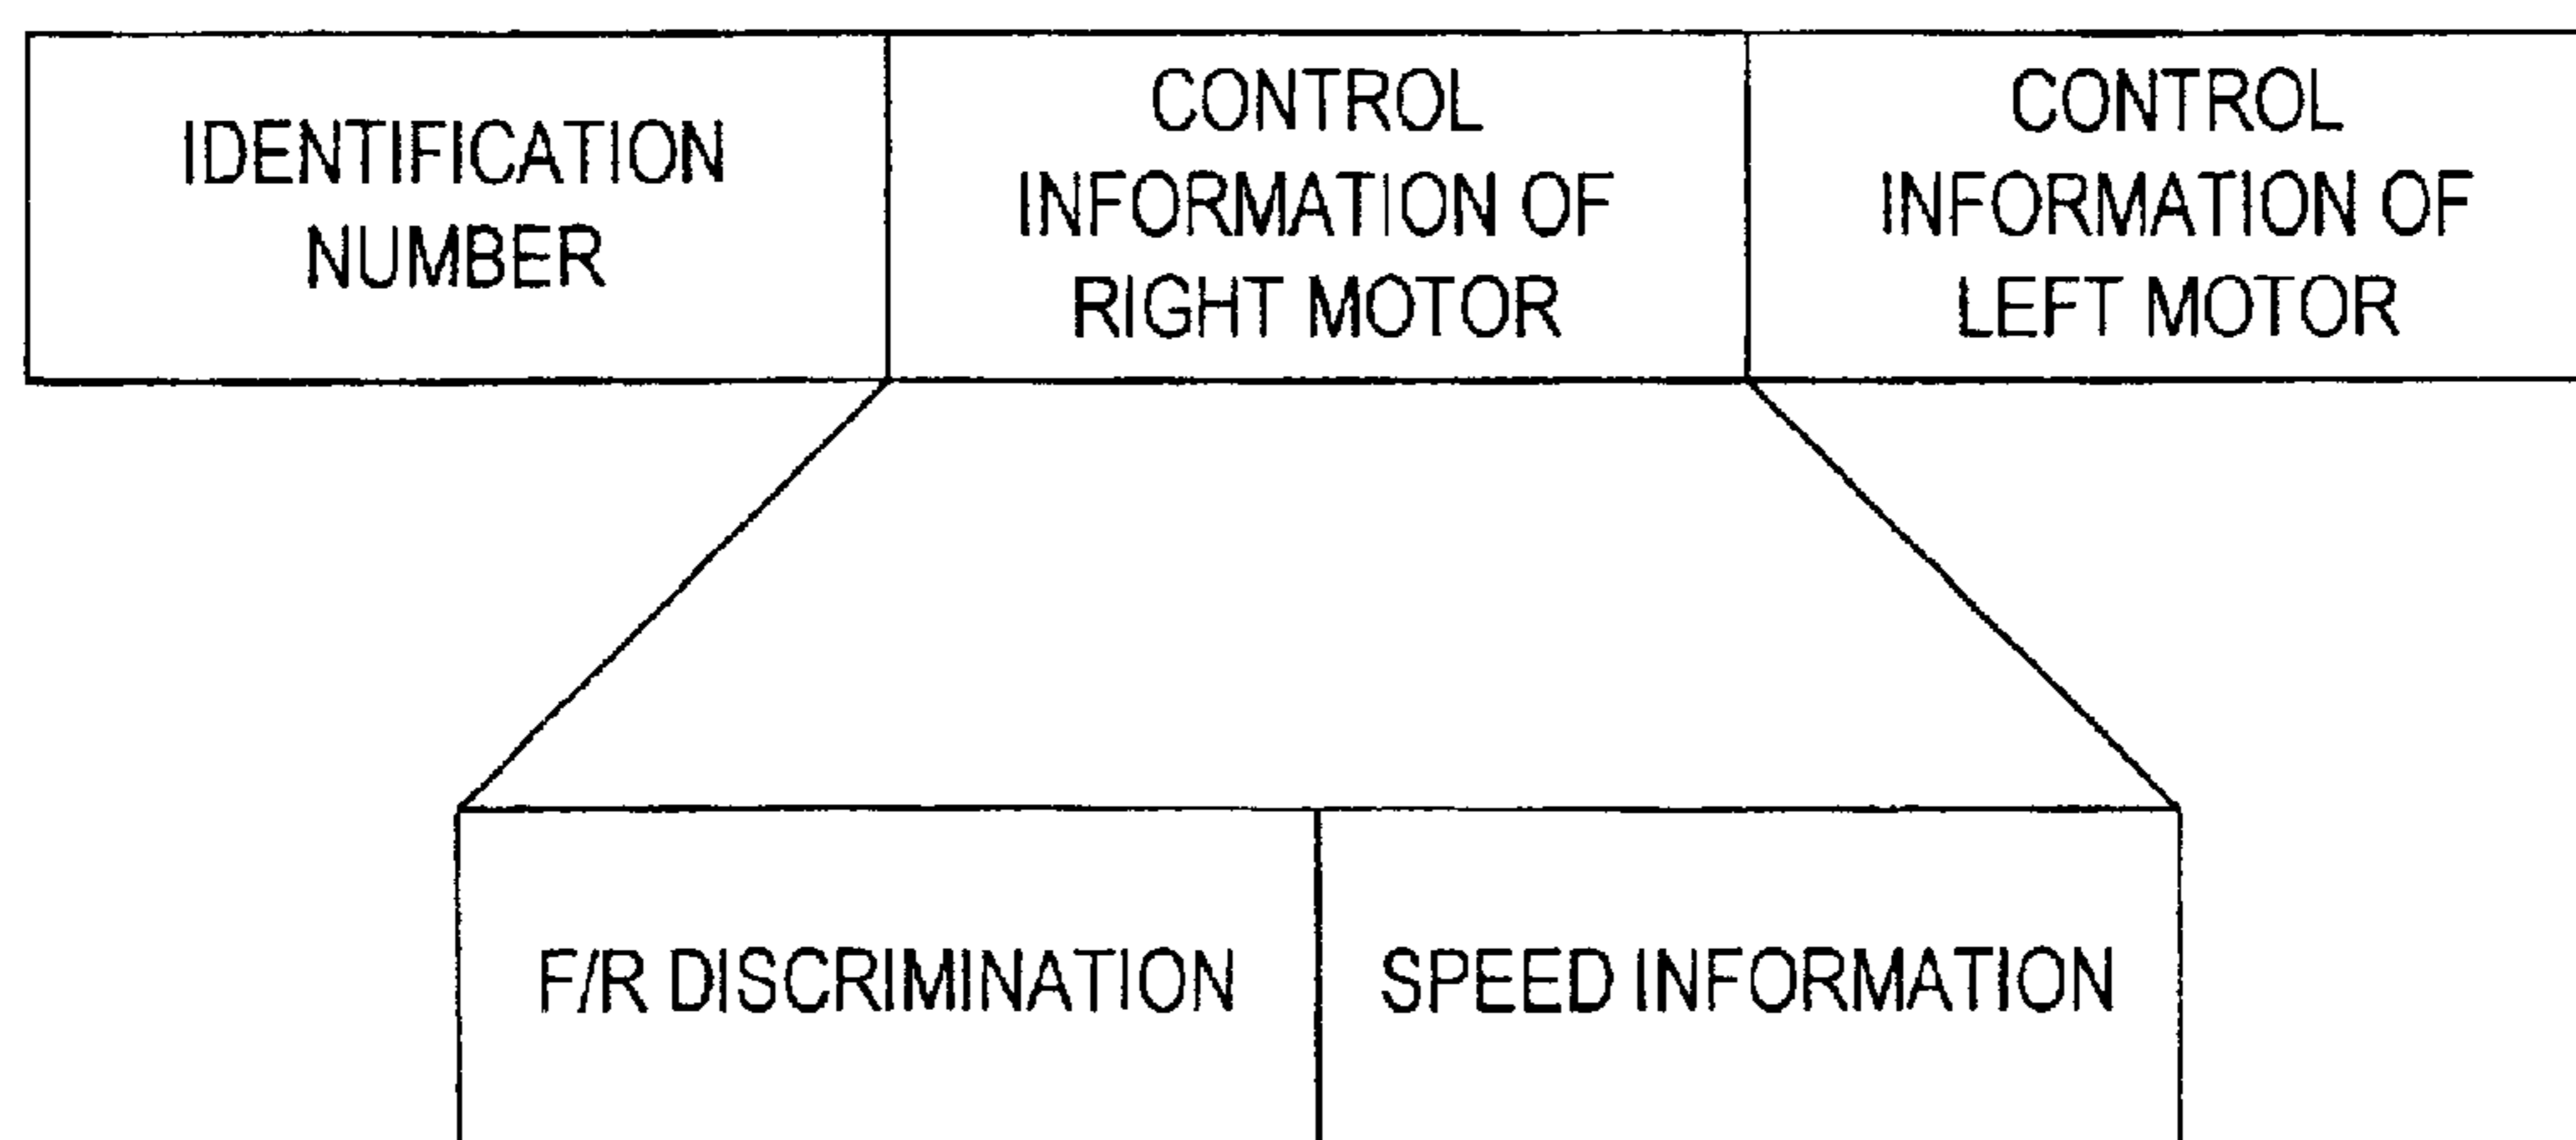 IDENTIFICATION
NUMBER
CONTROL
INFORMATION OF
RIGHT MOTOR
CONTROL
INFORMATION OF
LEFT MOTOR
F/R DISCRIMINATION
SPEED INFORMATION